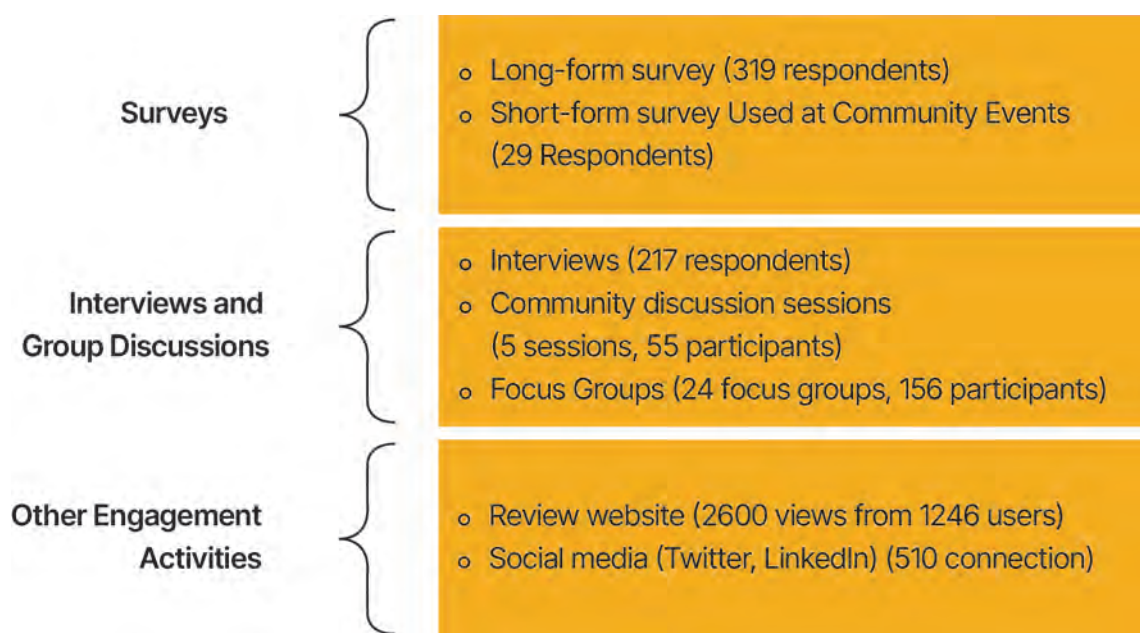 Surveys
o Long-form survey (319 respondents)
o Short-form survey Used at Community Events
(29 Respondents)
Interviews and
Group Discussions
o Interviews (217 respondents)
o Community discussion sessions
(5 sessions, 55 participants)
o Focus Groups (24 focus groups, 156 participants)
Other Engagement
Activities
o Review website (2600 views from 1246 users)
o Social media (Twitter, LinkedIn) (510 connection)